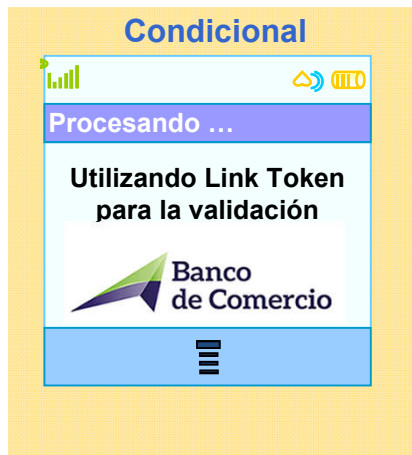 Condicional
Procesando ...
Utilizando Link Token
para la validación
Banco
de Comercio